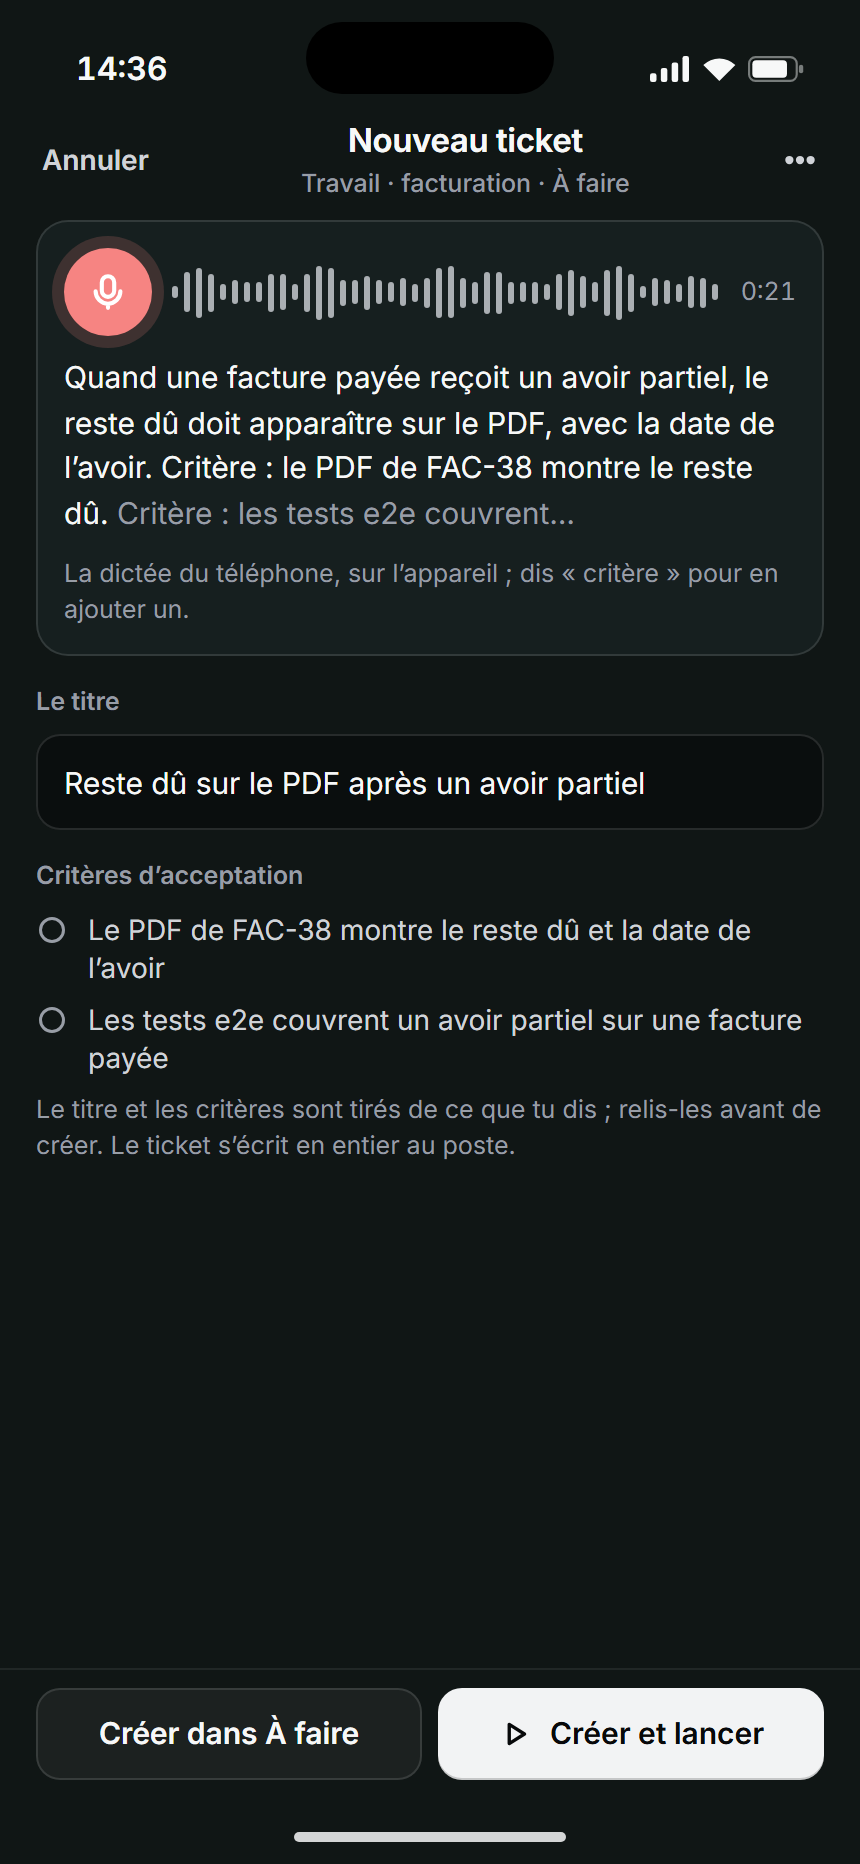 14:36
Annuler
Nouveau ticket
Travail · facturation · À faire
0:21
Quand une facture payée reçoit un avoir partiel, le
reste dû doit apparaître sur le PDF, avec la date de
l’avoir. Critère : le PDF de FAC-38 montre le reste
dû. Critère : les tests e2e couvrent…
La dictée du téléphone, sur l’appareil ; dis « critère » pour en
ajouter un.
Le titre
Reste dû sur le PDF après un avoir partiel
Critères d’acceptation
Le PDF de FAC-38 montre le reste dû et la date de
l’avoir
Les tests e2e couvrent un avoir partiel sur une facture
payée
Le titre et les critères sont tirés de ce que tu dis ; relis-les avant de
créer. Le ticket s’écrit en entier au poste.
Créer dans À faire
Créer et lancer